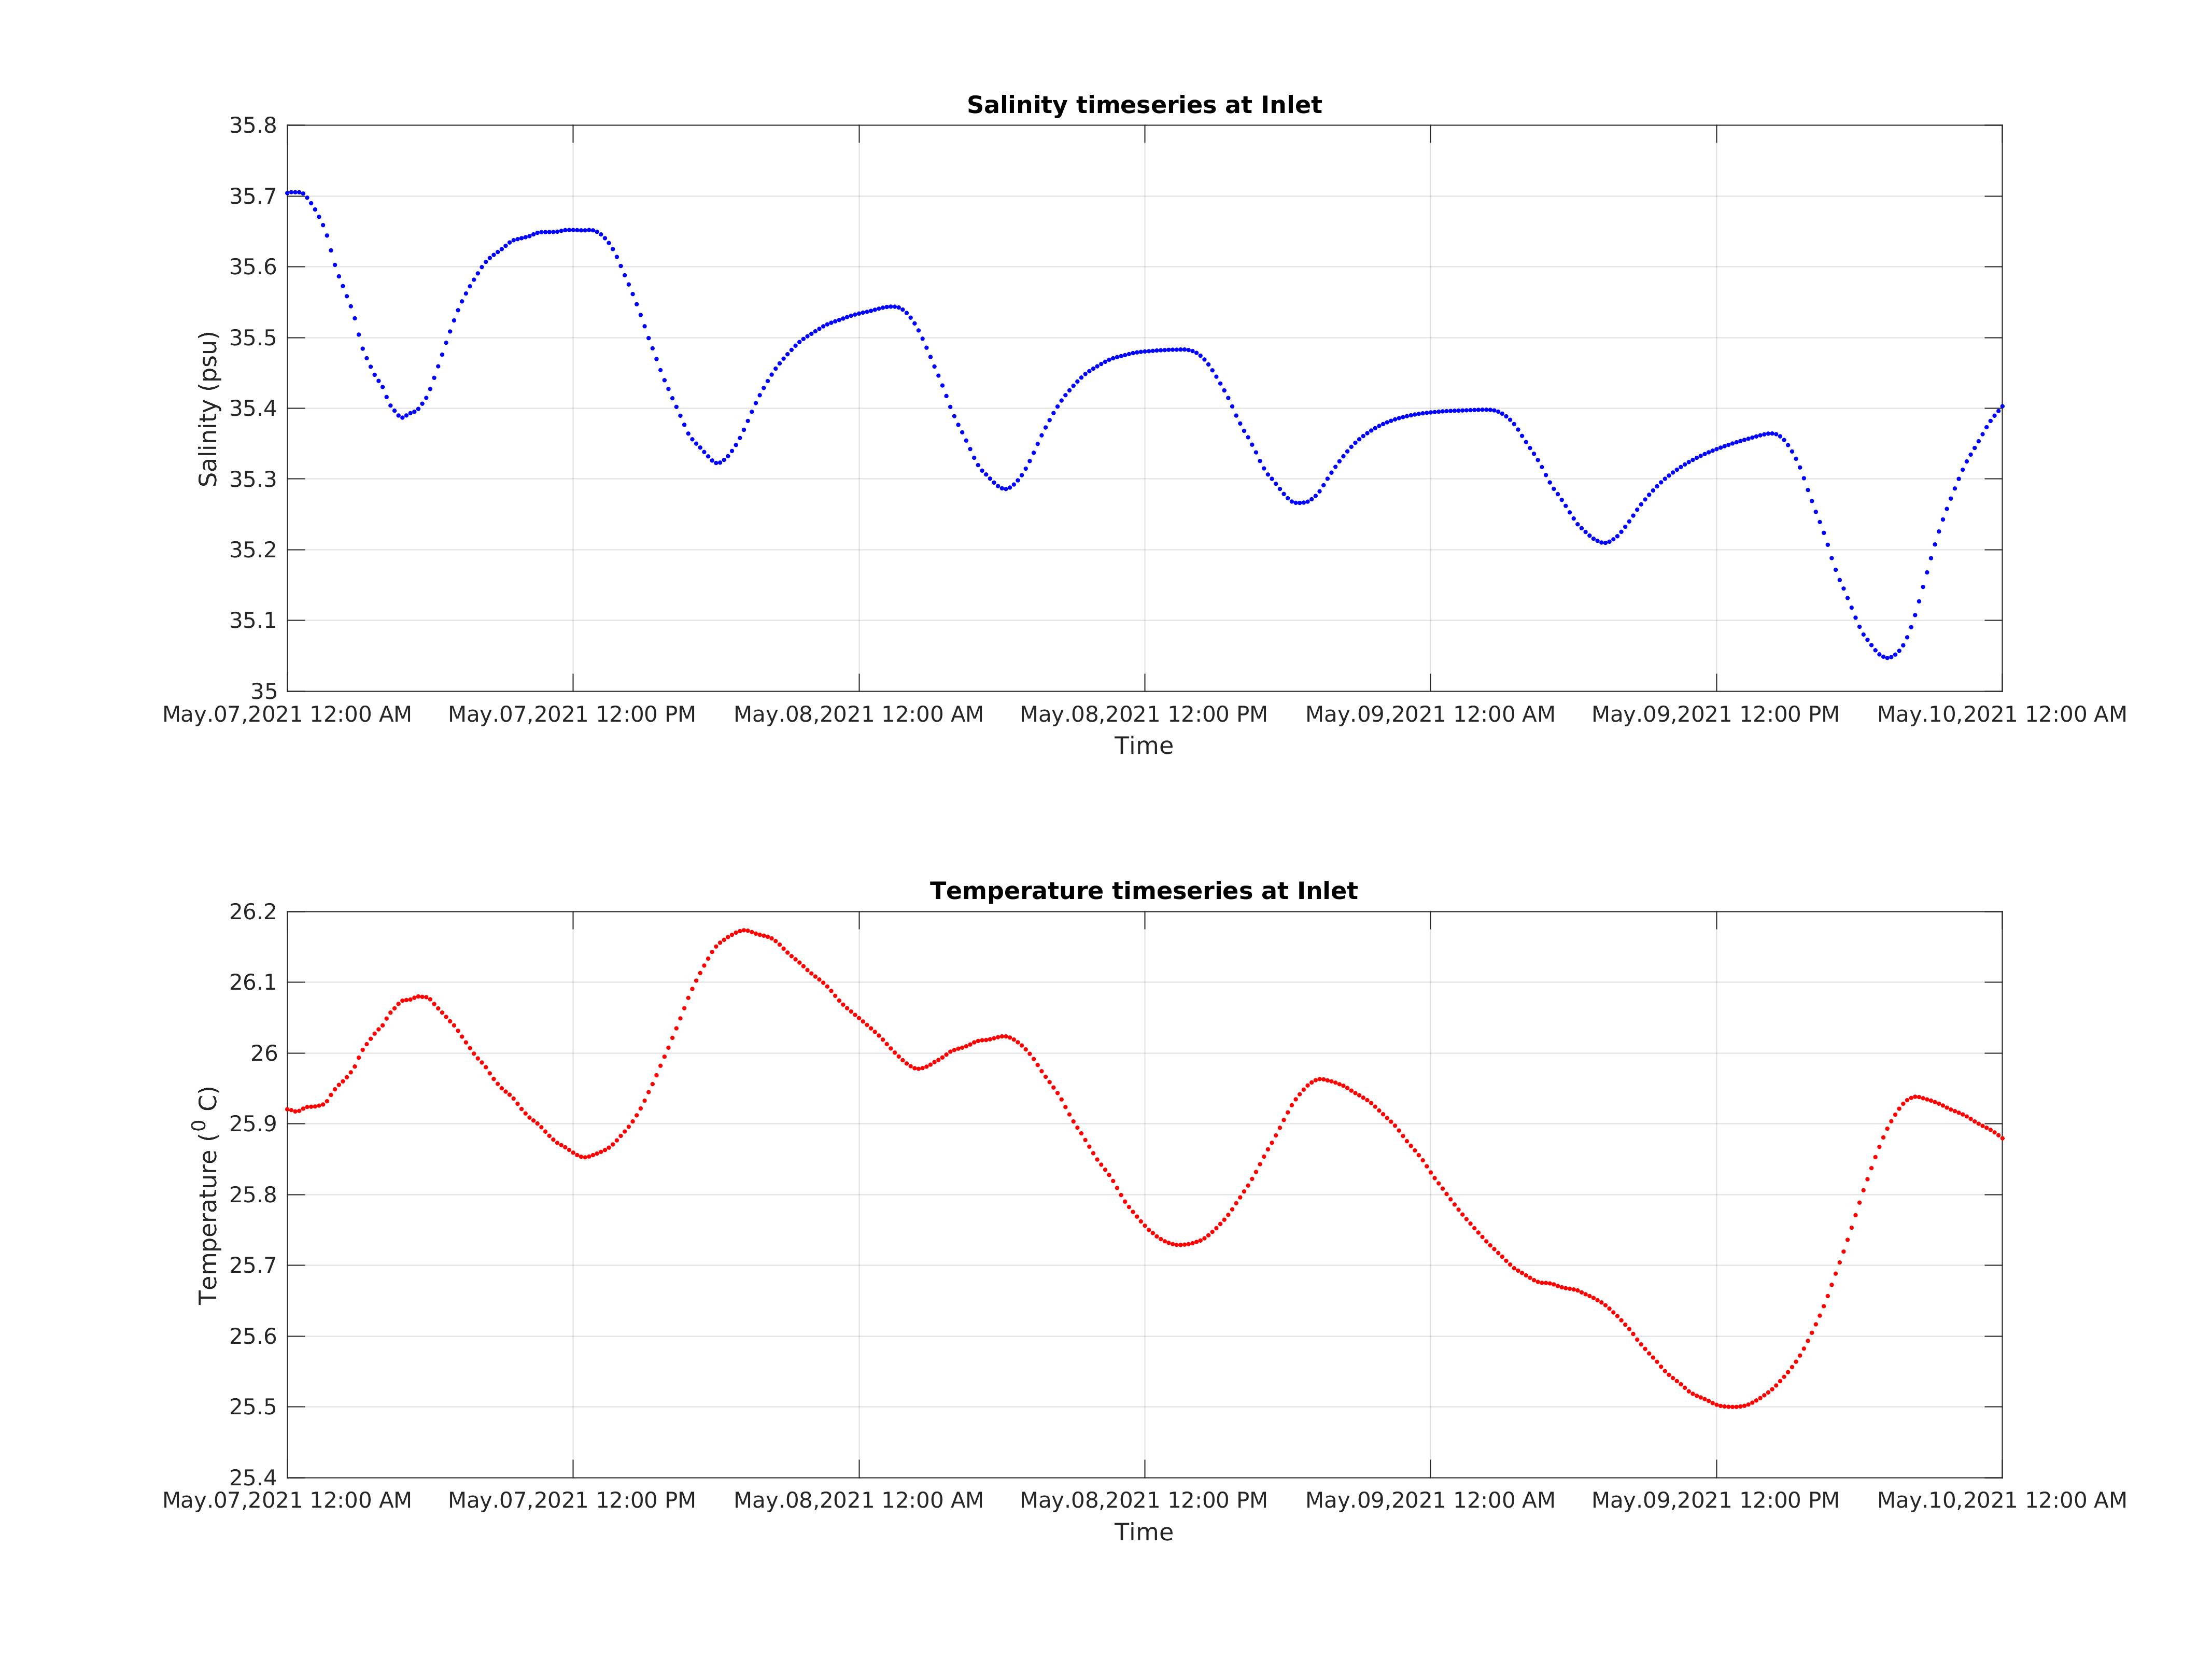 Salinity timeseries at Inlet
35.8
35.7
35.6
35.5
35.4
35.3
35.2
35.1
35
Salinity (psu)
May.07,2021 12:00 AM May.07,2021 12:00 PM May.08,2021 12:00 AM May.08,2021 12:00 PM May.09,2021 12:00 AM May.09,2021 12:00 PM May.10,2021 12:00 AM
Time
Temperature timeseries at Inlet
26.2
26.1
26
25.9
25.8
25.7
25.6
25.5
25.4
Temperature (⁰ C)
May.07,2021 12:00 AM May.07,2021 12:00 PM May.08,2021 12:00 AM May.08,2021 12:00 PM May.09,2021 12:00 AM May.09,2021 12:00 PM May.10,2021 12:00 AM
Time